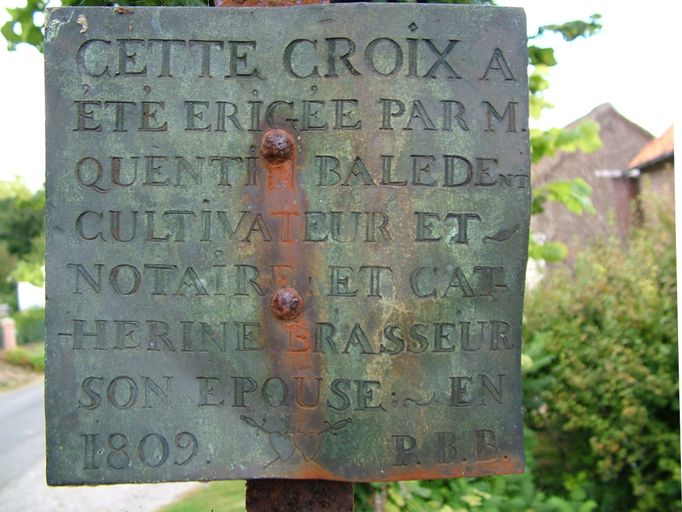 CETTE CROIX A
ÉTÉ ERIGÉE PAR M.
QUENTIN BALEDENT
CULTIVATEUR ET ~
NOTAIRE ET CAT-
-HERINE BRASSEUR
SON EPOUSE : ~ EN
1809. P. B. B.